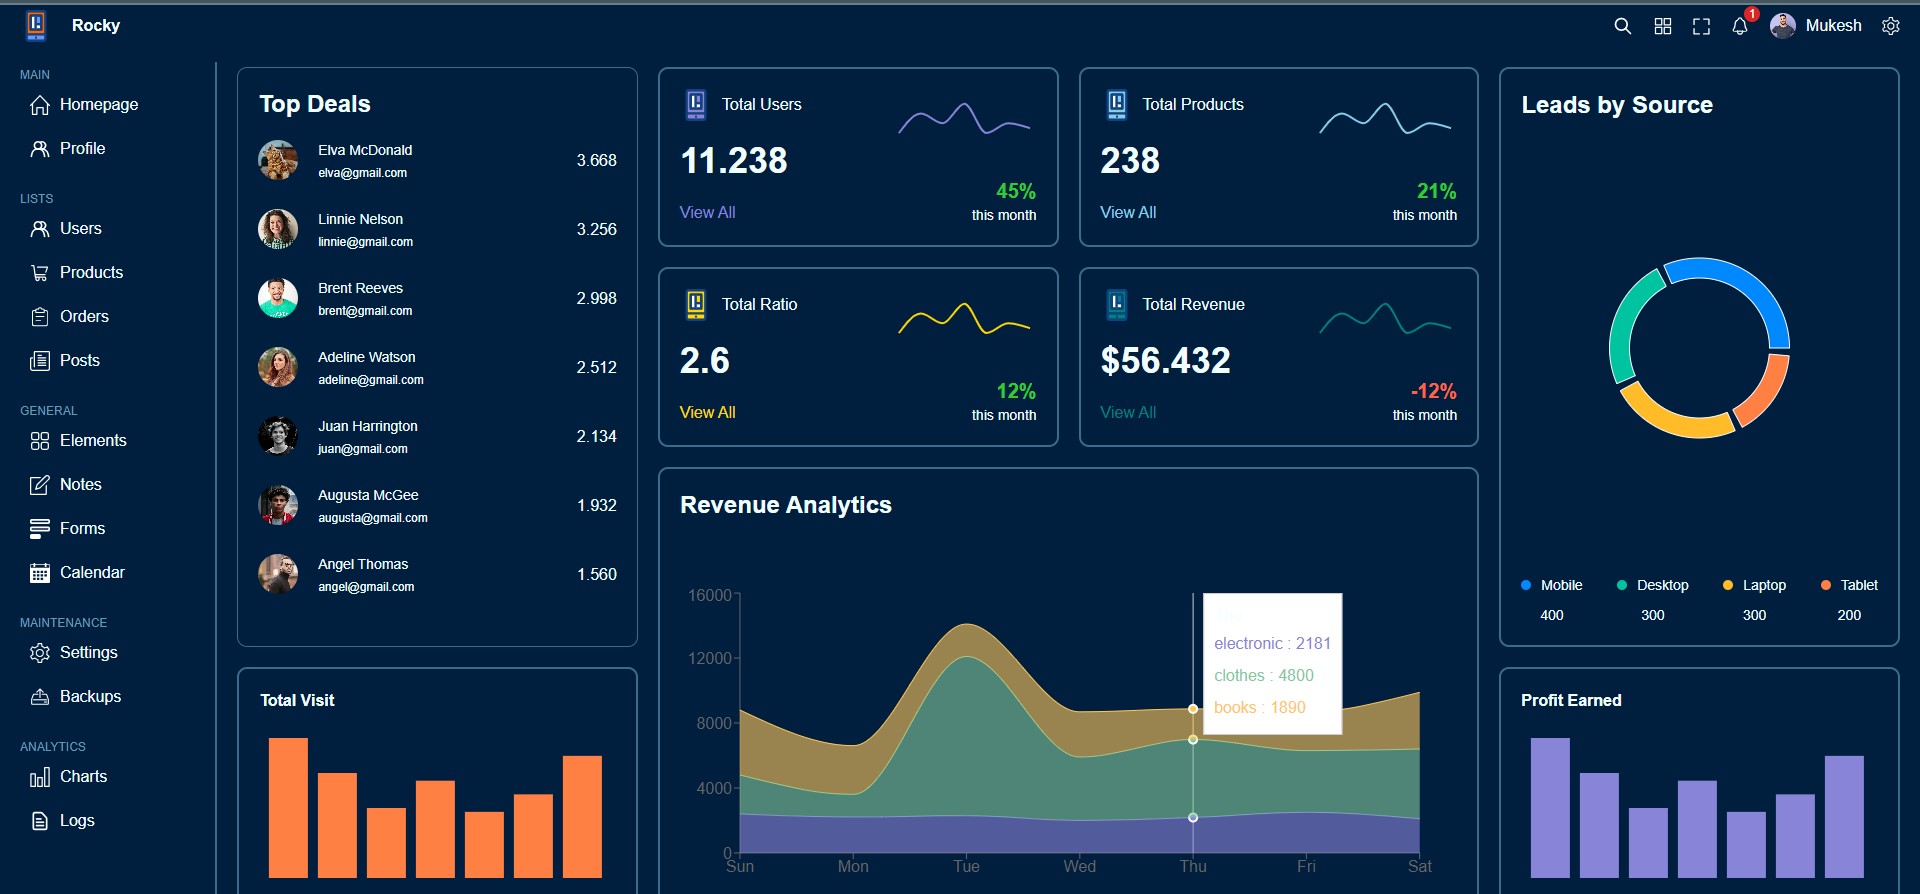 Rocky
1
Mukesh
MAIN
Homepage
Profile
LISTS
Users
Products
Orders
Posts
GENERAL
Elements
Notes
Forms
Calendar
MAINTENANCE
Settings
Backups
ANALYTICS
Charts
Logs
Top Deals
Elva McDonald
elva@gmail.com
3.668
Linnie Nelson
linnie@gmail.com
3.256
Brent Reeves
brent@gmail.com
2.998
Adeline Watson
adeline@gmail.com
2.512
Juan Harrington
juan@gmail.com
2.134
Augusta McGee
augusta@gmail.com
1.932
Angel Thomas
angel@gmail.com
1.560
Total Visit
Total Users
11.238
View All
45%
this month
Total Products
238
View All
21%
this month
Total Ratio
2.6
View All
12%
this month
Total Revenue
$56.432
View All
-12%
this month
Revenue Analytics
16000
12000
8000
4000
0
electronic : 2181
clothes : 4800
books : 1890
Sun Mon Tue Wed Thu Fri Sat
Leads by Source
Mobile Desktop Laptop Tablet
400 300 300 200
Profit Earned